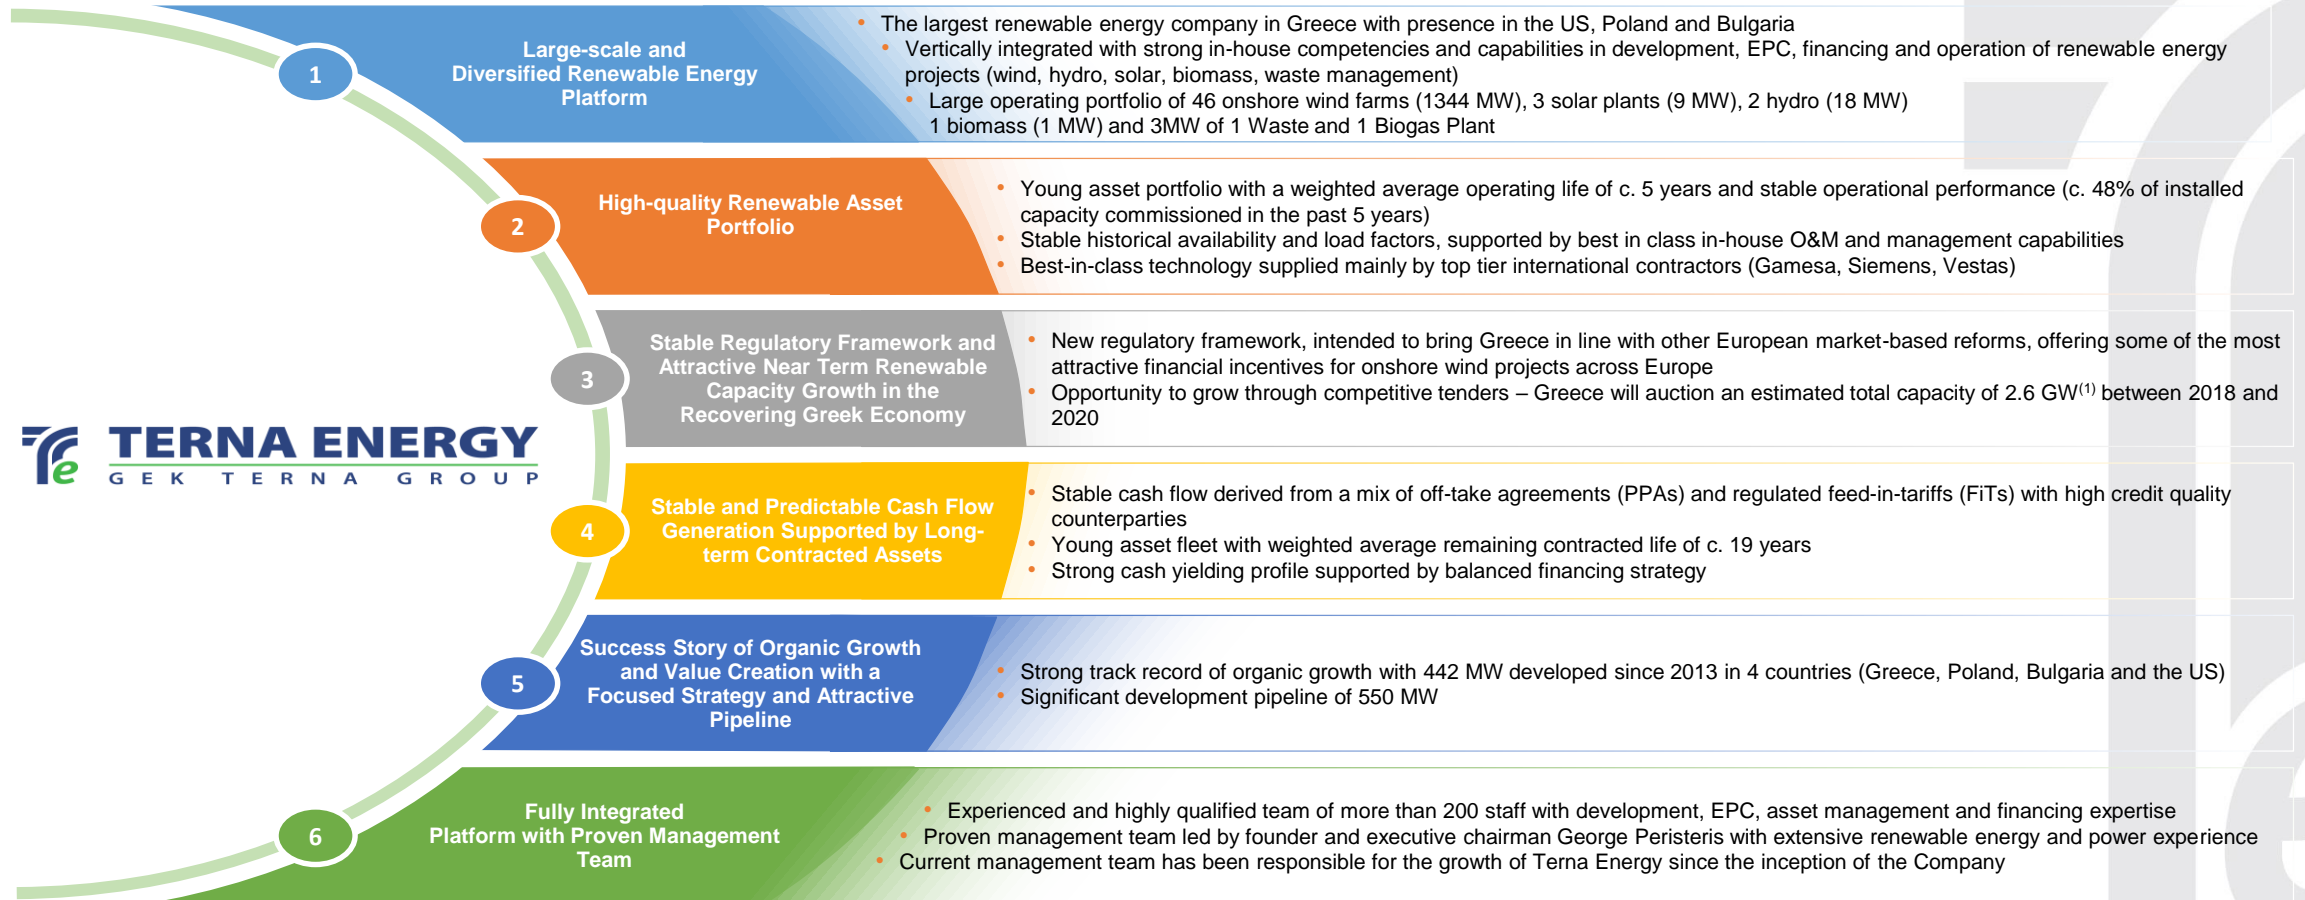 TERNA ENERGY
GEK TERNA GROUP
1
Large-scale and
Diversified Renewable Energy
Platform
• The largest renewable energy company in Greece with presence in the US, Poland and Bulgaria
• Vertically integrated with strong in-house competencies and capabilities in development, EPC, financing and operation of renewable energy
projects (wind, hydro, solar, biomass, waste management)
• Large operating portfolio of 46 onshore wind farms (1344 MW), 3 solar plants (9 MW), 2 hydro (18 MW)
1 biomass (1 MW) and 3MW of 1 Waste and 1 Biogas Plant
2
High-quality Renewable Asset
Portfolio
• Young asset portfolio with a weighted average operating life of c. 5 years and stable operational performance (c. 48% of installed
capacity commissioned in the past 5 years)
• Stable historical availability and load factors, supported by best in class in-house O&M and management capabilities
• Best-in-class technology supplied mainly by top tier international contractors (Gamesa, Siemens, Vestas)
3
Stable Regulatory Framework and
Attractive Near Term Renewable
Capacity Growth in the
Recovering Greek Economy
• New regulatory framework, intended to bring Greece in line with other European market-based reforms, offering some of the most
attractive financial incentives for onshore wind projects across Europe
• Opportunity to grow through competitive tenders – Greece will auction an estimated total capacity of 2.6 GW(1) between 2018 and
2020
4
Stable and Predictable Cash Flow
Generation Supported by Long-
term Contracted Assets
• Stable cash flow derived from a mix of off-take agreements (PPAs) and regulated feed-in-tariffs (FiTs) with high credit quality
counterparties
• Young asset fleet with weighted average remaining contracted life of c. 19 years
• Strong cash yielding profile supported by balanced financing strategy
5
Success Story of Organic Growth
and Value Creation with a
Focused Strategy and Attractive
Pipeline
• Strong track record of organic growth with 442 MW developed since 2013 in 4 countries (Greece, Poland, Bulgaria and the US)
• Significant development pipeline of 550 MW
6
Fully Integrated
Platform with Proven Management
Team
• Experienced and highly qualified team of more than 200 staff with development, EPC, asset management and financing expertise
• Proven management team led by founder and executive chairman George Peristeris with extensive renewable energy and power experience
• Current management team has been responsible for the growth of Terna Energy since the inception of the Company